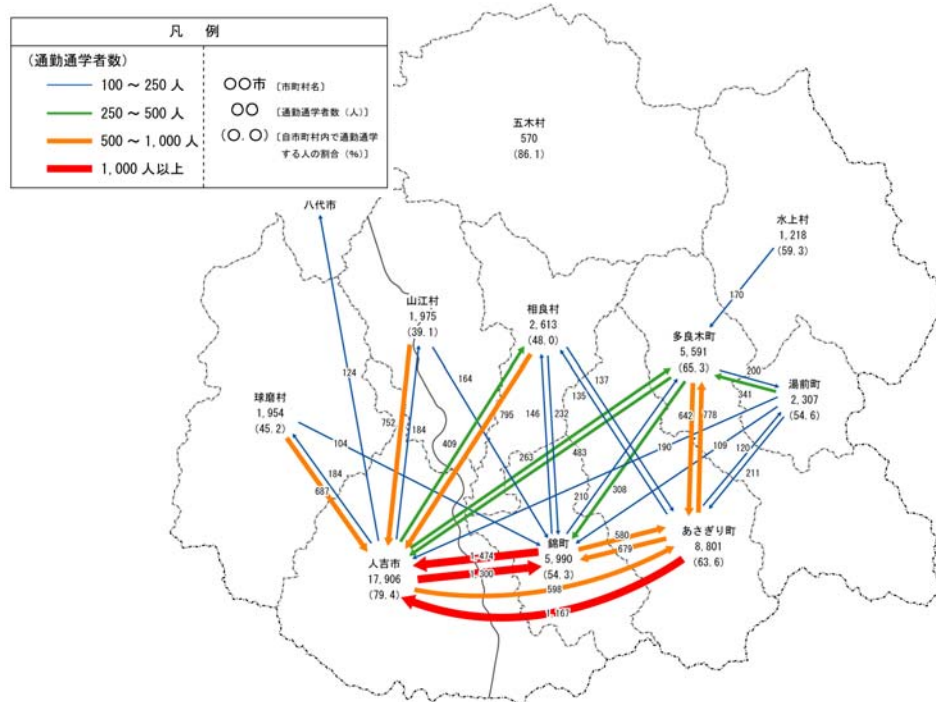 凡 例
(通勤通学者数)
100 ～ 250 人
250 ～ 500 人
500 ～ 1,000 人
1,000 人以上
〇〇市 〔市町村名〕
〇〇 〔通勤通学者数(人)〕
(〇.〇) 〔自市町村内で通勤通学
する人の割合(%)〕
五木村
570
(86.1)
八代市
水上村
1,218
(59.3)
170
山江村
1,975
(39.1)
相良村
2,613
(48.0)
多良木町
5,591
(65.3)
湯前町
2,307
(54.6)
200
341
球磨村
1,954
(45.2)
124
164
137
135
752
184
409
795
146
232
642
778
104
184
687
263
483
190
109
120
211
210
308
あさぎり町
8,801
(63.6)
錦町
5,990
(54.3)
580
679
人吉市
17,906
(79.4)
1,474
1,300
598
1,167